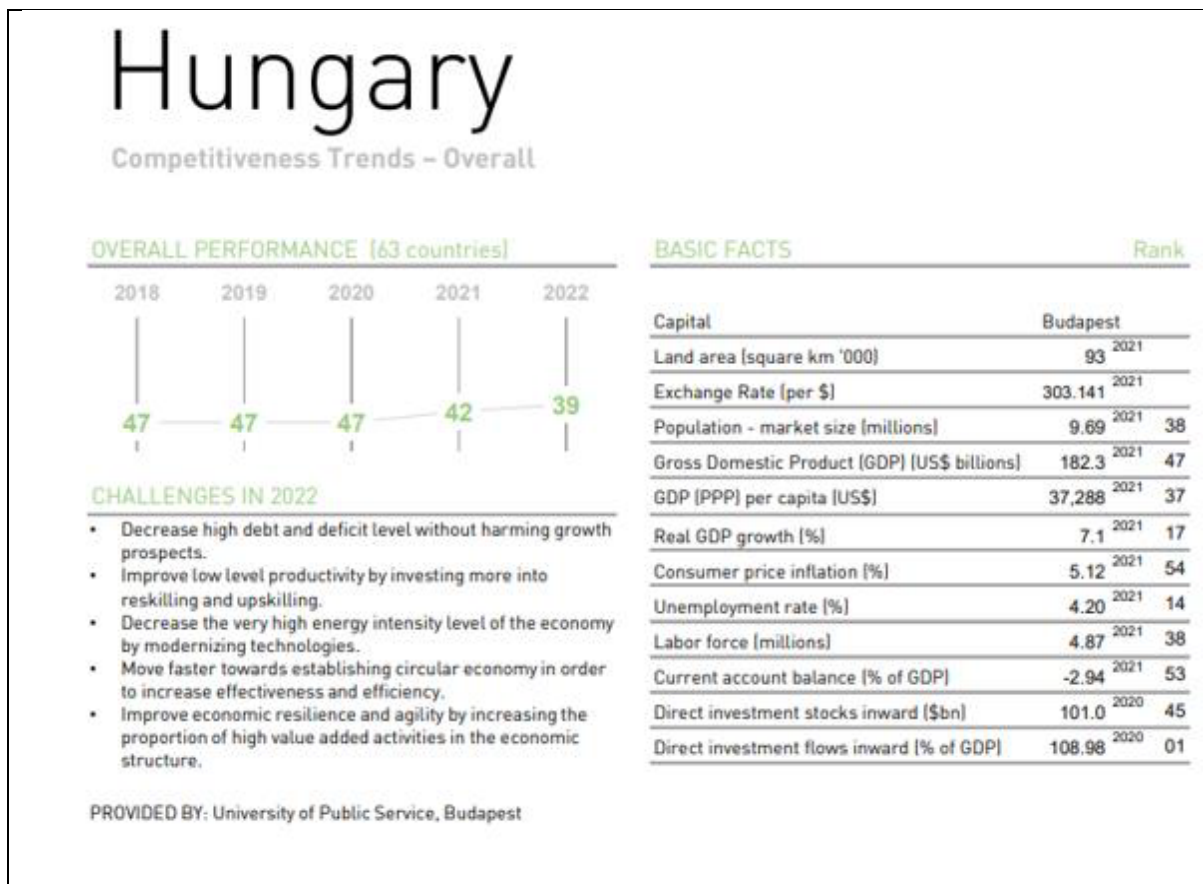 Hungary
Competitiveness Trends – Overall
OVERALL PERFORMANCE (63 countries)
2018 2019 2020 2021 2022
47 47 47 42 39
CHALLENGES IN 2022
• Decrease high debt and deficit level without harming growth
prospects.
• Improve low level productivity by investing more into
reskilling and upskilling.
• Decrease the very high energy intensity level of the economy
by modernizing technologies.
• Move faster towards establishing circular economy in order
to increase effectiveness and efficiency.
• Improve economic resilience and agility by increasing the
proportion of high value added activities in the economic
structure.
PROVIDED BY: University of Public Service, Budapest
BASIC FACTS Rank
Capital Budapest
Land area (square km '000) 93 2021
Exchange Rate (per $) 303.141 2021
Population - market size (millions) 9.69 2021 38
Gross Domestic Product (GDP) (US$ billions) 182.3 2021 47
GDP (PPP) per capita (US$) 37,288 2021 37
Real GDP growth (%) 7.1 2021 17
Consumer price inflation (%) 5.12 2021 54
Unemployment rate (%) 4.20 2021 14
Labor force (millions) 4.87 2021 38
Current account balance (% of GDP) -2.94 2021 53
Direct investment stocks inward ($bn) 101.0 2020 45
Direct investment flows inward (% of GDP) 108.98 2020 01